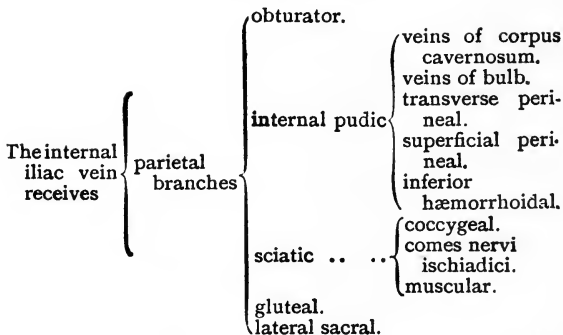 obturator.
veins of corpus
cavernosum.
veins of bulb.
internal pudic
transverse peri-
neal.
superficial peri-
neal.
inferior
hæmorrhoidal.
The internal
iliac vein
receives
parietal
branches
coccygeal.
sciatic .. ..
comes nervi
ischiadici.
muscular.
gluteal.
lateral sacral.